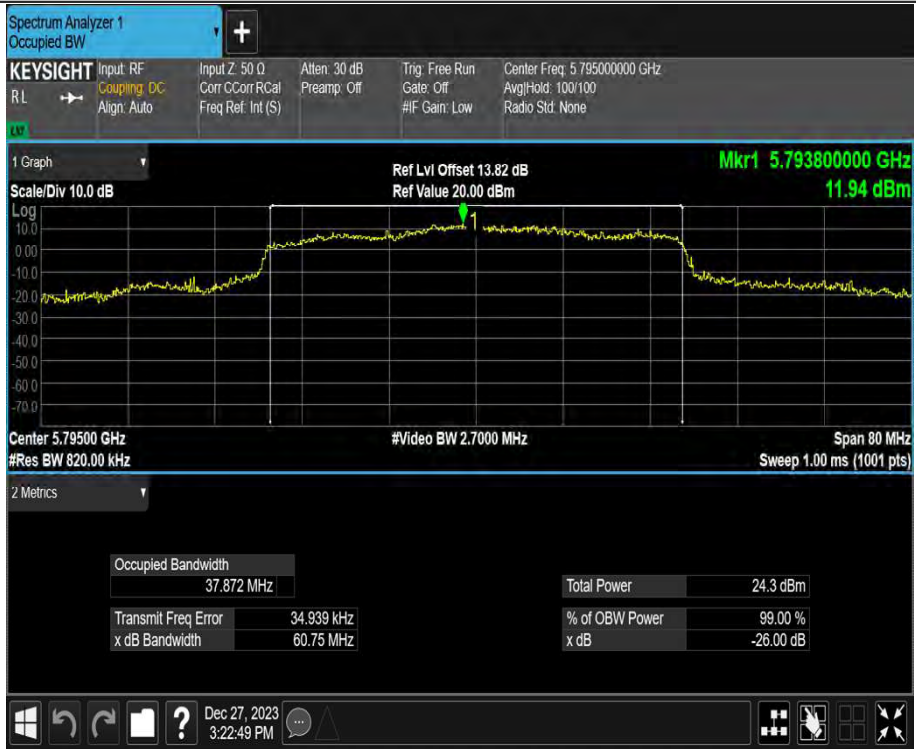 Spectrum Analyzer 1
Occupied BW
+
KEYSIGHT Input: RF Input Z: 50 Ω Atten: 30 dB Trig: Free Run Center Freq: 5.795000000 GHz
RL Coupling: DC Corr CCorr RCal Preamp: Off Gate: Off Avg|Hold: 100/100
Align: Auto Freq Ref: Int (S) #IF Gain: Low Radio Std: None
LXI
1 Graph Ref Lvl Offset 13.82 dB Mkr1 5.793800000 GHz
Scale/Div 10.0 dB Ref Value 20.00 dBm 11.94 dBm
Log
1
10.0
0.00
-10.0
-20.0
-30.0
-40.0
-50.0
-60.0
-70.0
Center 5.79500 GHz #Video BW 2.7000 MHz Span 80 MHz
#Res BW 820.00 kHz Sweep 1.00 ms (1001 pts)
2 Metrics
Occupied Bandwidth
37.872 MHz Total Power 24.3 dBm
Transmit Freq Error 34.939 kHz % of OBW Power 99.00 %
x dB Bandwidth 60.75 MHz x dB -26.00 dB
? Dec 27, 2023
3:22:49 PM